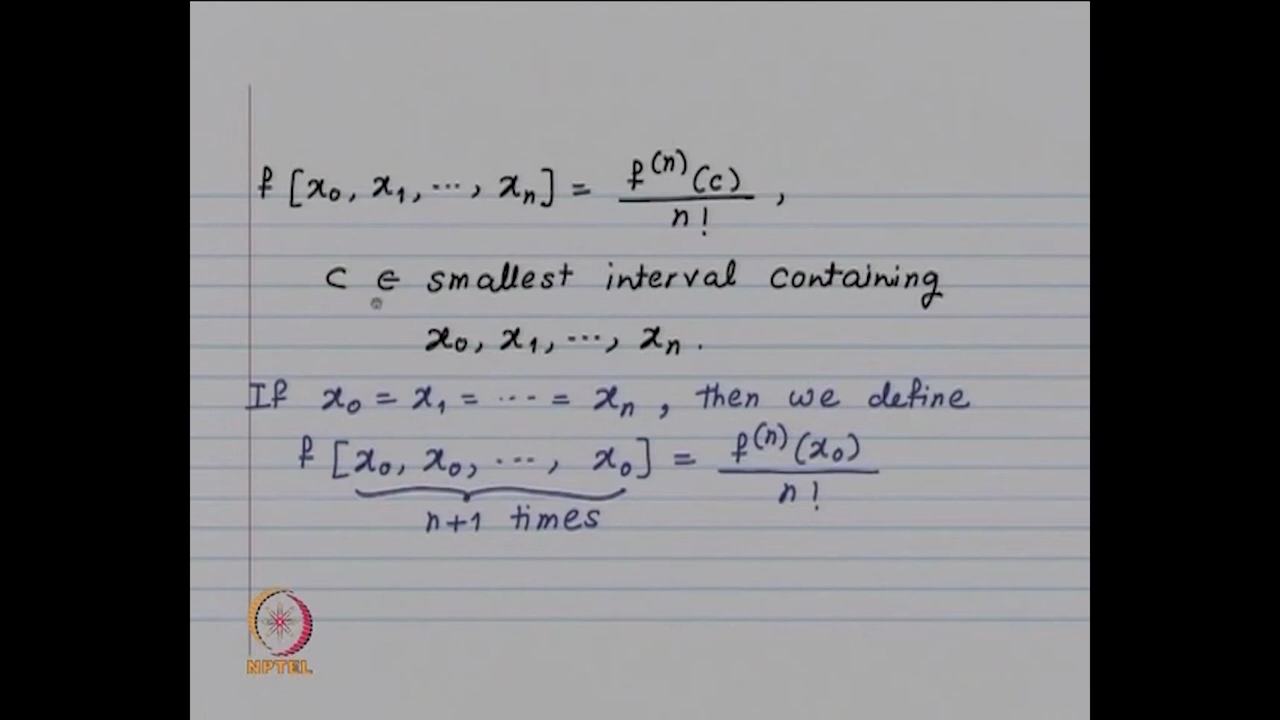 f [x₀, x₁, ⋯, xₙ] = f⁽ⁿ⁾(c) / n! ,
c ∈ smallest interval containing
x₀, x₁, ⋯, xₙ .
If x₀ = x₁ = ⋯ = xₙ , then we define
f [x₀, x₀, ⋯, x₀] = f⁽ⁿ⁾(x₀) / n!
n+1 times
NPTEL